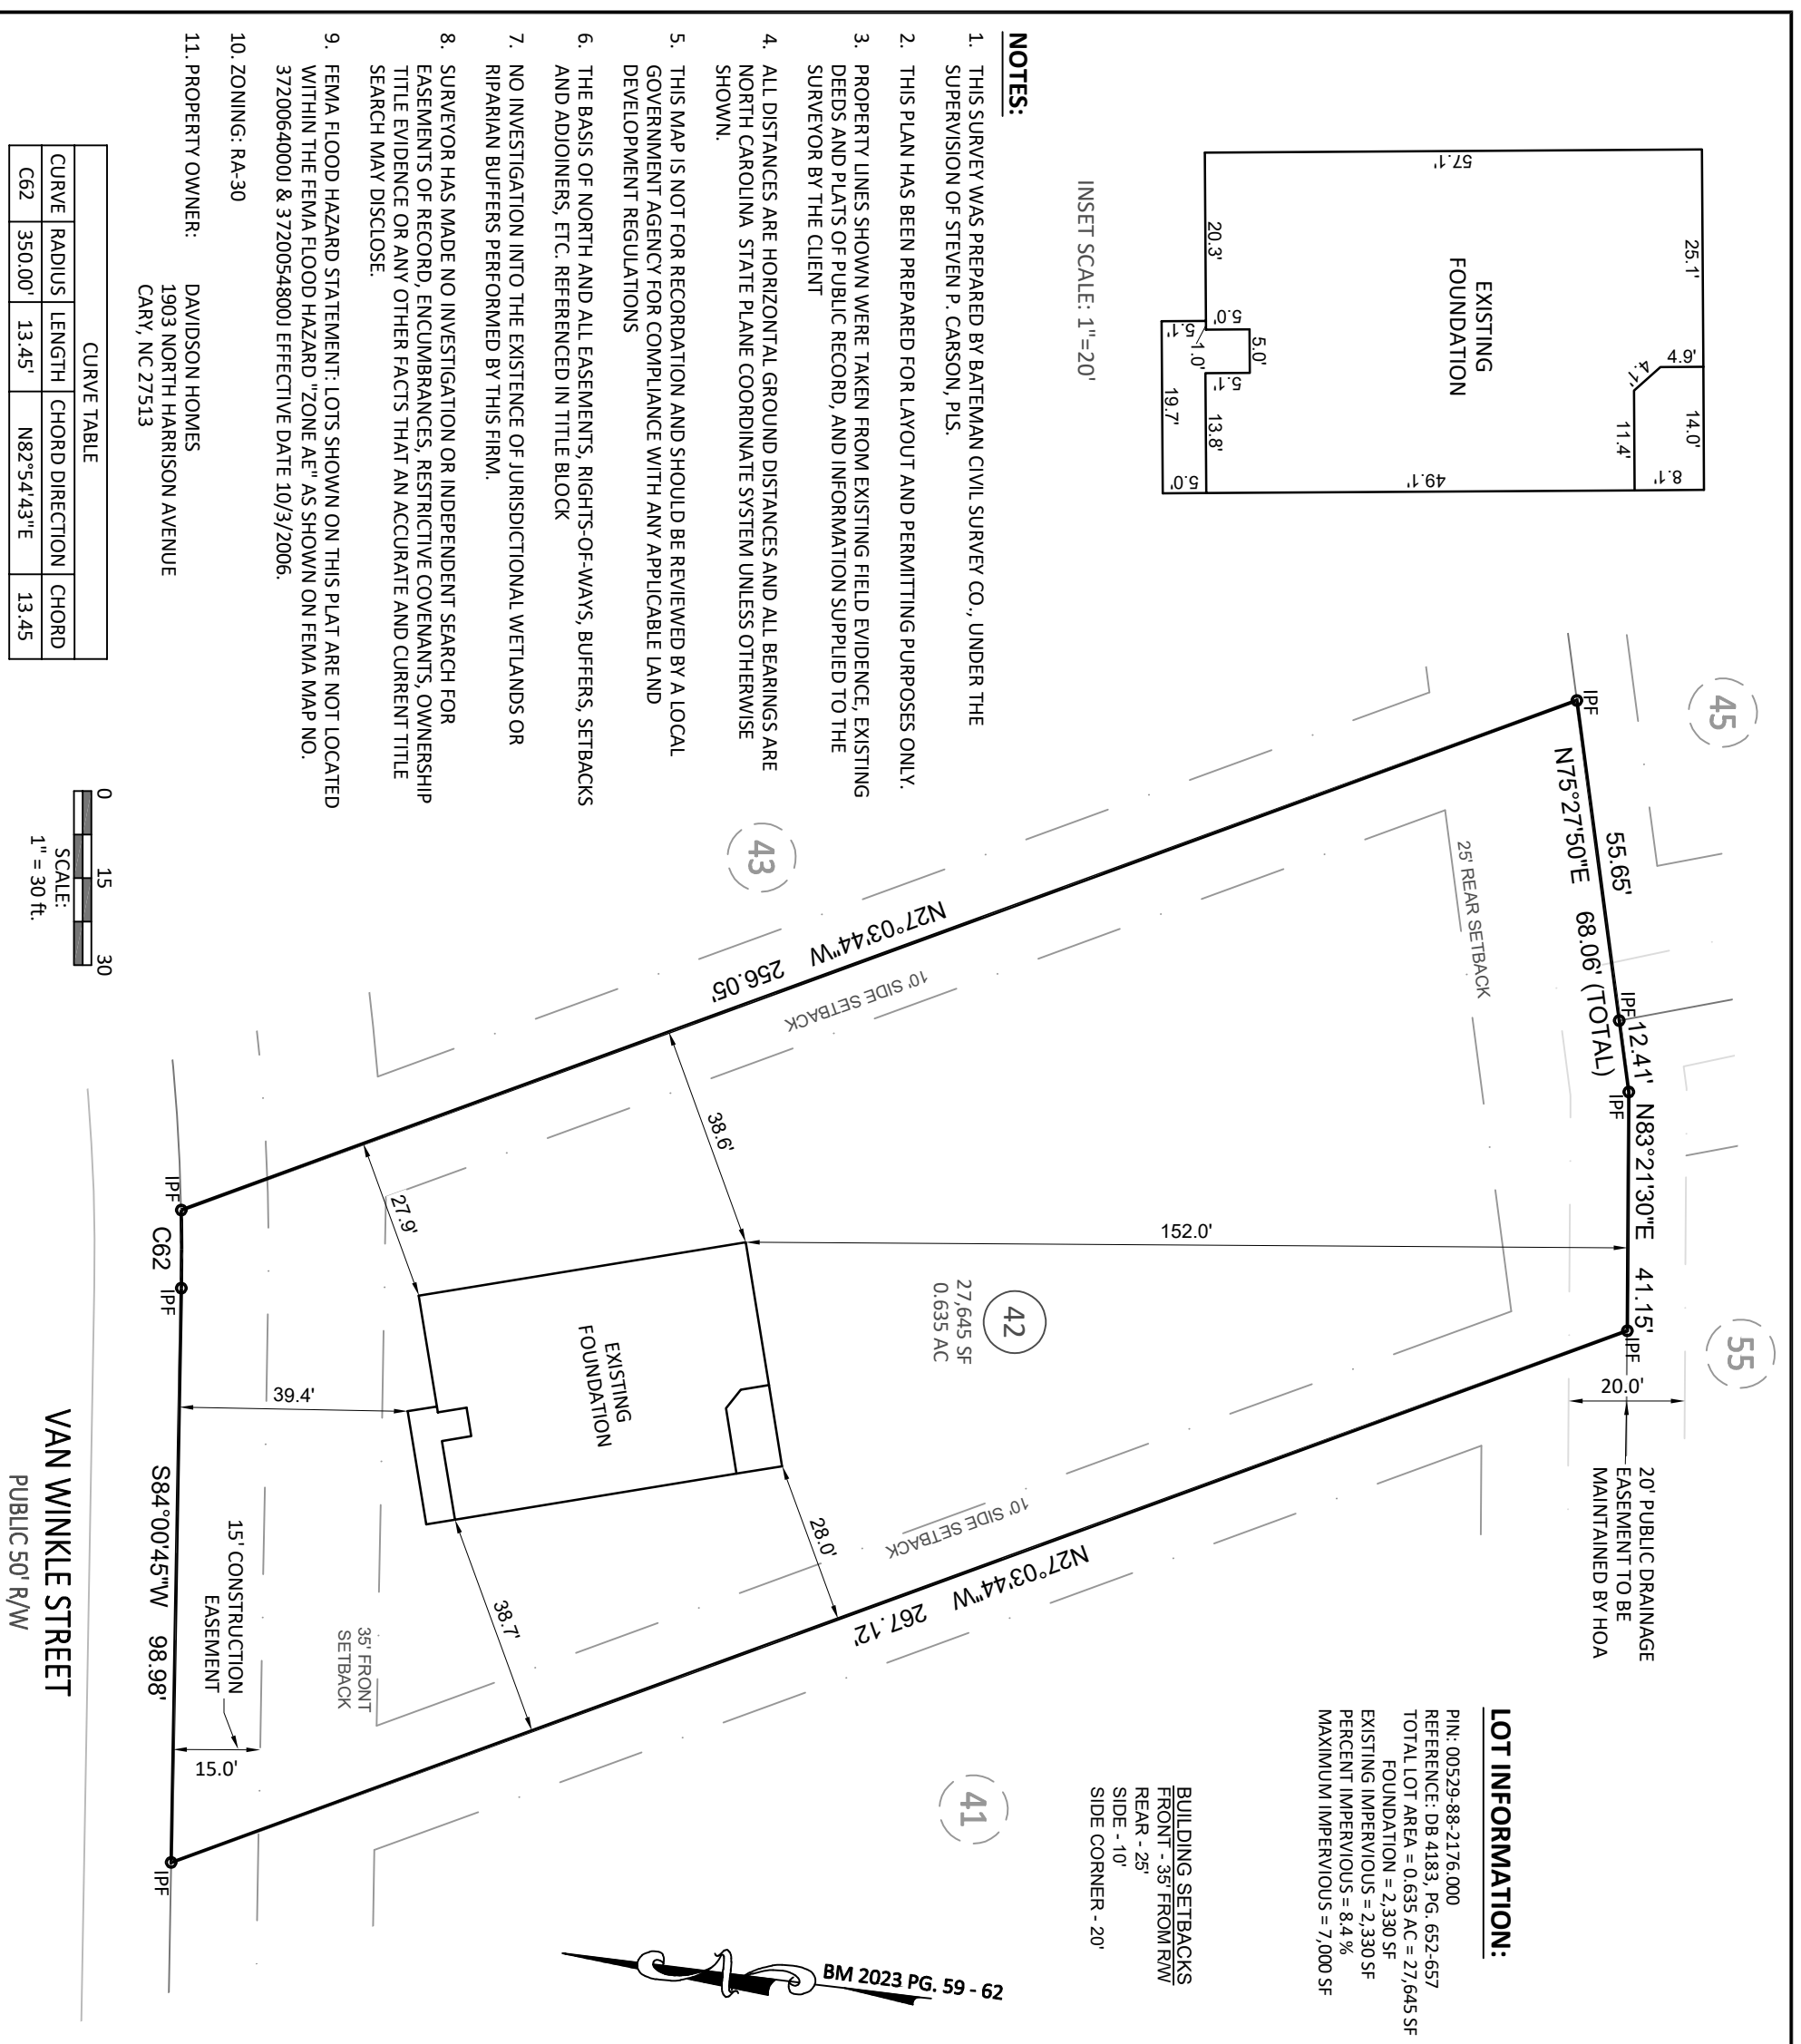 57.1'
25.1'
4.9'
4.1'
14.0'
11.4'
8.1'
49.1'
20.3'
5.0'
5.0'
5.1'
1.0'
5.1'
13.8'
19.7'
5.0'
EXISTING
FOUNDATION
INSET SCALE: 1"=20'
NOTES:
1. THIS SURVEY WAS PREPARED BY BATEMAN CIVIL SURVEY CO., UNDER THE
SUPERVISION OF STEVEN P. CARSON, PLS.
2. THIS PLAN HAS BEEN PREPARED FOR LAYOUT AND PERMITTING PURPOSES ONLY.
3. PROPERTY LINES SHOWN WERE TAKEN FROM EXISTING FIELD EVIDENCE, EXISTING
DEEDS AND PLATS OF PUBLIC RECORD, AND INFORMATION SUPPLIED TO THE
SURVEYOR BY THE CLIENT
4. ALL DISTANCES ARE HORIZONTAL GROUND DISTANCES AND ALL BEARINGS ARE
NORTH CAROLINA STATE PLANE COORDINATE SYSTEM UNLESS OTHERWISE
SHOWN.
5. THIS MAP IS NOT FOR RECORDATION AND SHOULD BE REVIEWED BY A LOCAL
GOVERNMENT AGENCY FOR COMPLIANCE WITH ANY APPLICABLE LAND
DEVELOPMENT REGULATIONS
6. THE BASIS OF NORTH AND ALL EASEMENTS, RIGHTS-OF-WAYS, BUFFERS, SETBACKS
AND ADJOINERS, ETC. REFERENCED IN TITLE BLOCK
7. NO INVESTIGATION INTO THE EXISTENCE OF JURISDICTIONAL WETLANDS OR
RIPARIAN BUFFERS PERFORMED BY THIS FIRM.
8. SURVEYOR HAS MADE NO INVESTIGATION OR INDEPENDENT SEARCH FOR
EASEMENTS OF RECORD, ENCUMBRANCES, RESTRICTIVE COVENANTS, OWNERSHIP
TITLE EVIDENCE OR ANY OTHER FACTS THAT AN ACCURATE AND CURRENT TITLE
SEARCH MAY DISCLOSE.
9. FEMA FLOOD HAZARD STATEMENT: LOTS SHOWN ON THIS PLAT ARE NOT LOCATED
WITHIN THE FEMA FLOOD HAZARD "ZONE AE" AS SHOWN ON FEMA MAP NO.
3720064000J & 3720054800J EFFECTIVE DATE 10/3/2006.
10. ZONING: RA-30
11. PROPERTY OWNER: DAVIDSON HOMES
1903 NORTH HARRISON AVENUE
CARY, NC 27513
CURVE TABLE
CURVE RADIUS LENGTH CHORD DIRECTION CHORD
C62 350.00' 13.45' N82°54'43"E 13.45
0 15 30
SCALE:
1" = 30 ft.
45
IPF
55.65'
N75°27'50"E 68.06' (TOTAL)
IPF
12.41'
IPF
N83°21'30"E 41.15'
IPF
55
20.0'
20' PUBLIC DRAINAGE
EASEMENT TO BE
MAINTAINED BY HOA
25' REAR SETBACK
43
N27°03'44"W 256.05'
10' SIDE SETBACK
152.0'
42
27,645 SF
0.635 AC
38.6'
27.9'
EXISTING
FOUNDATION
28.0'
38.7'
10' SIDE SETBACK
N27°03'44"W 267.12'
41
39.4'
35' FRONT
SETBACK
15' CONSTRUCTION
EASEMENT
15.0'
IPF
C62
IPF
S84°00'45"W 98.98'
IPF
VAN WINKLE STREET
PUBLIC 50' R/W
LOT INFORMATION:
PIN: 00529-88-2176.000
REFERENCE: DB 4183, PG. 652-657
TOTAL LOT AREA = 0.635 AC = 27,645 SF
FOUNDATION = 2,330 SF
EXISTING IMPERVIOUS = 2,330 SF
PERCENT IMPERVIOUS = 8.4 %
MAXIMUM IMPERVIOUS = 7,000 SF
BUILDING SETBACKS
FRONT - 35' FROM R/W
REAR - 25'
SIDE - 10'
SIDE CORNER - 20'
BM 2023 PG. 59 - 62